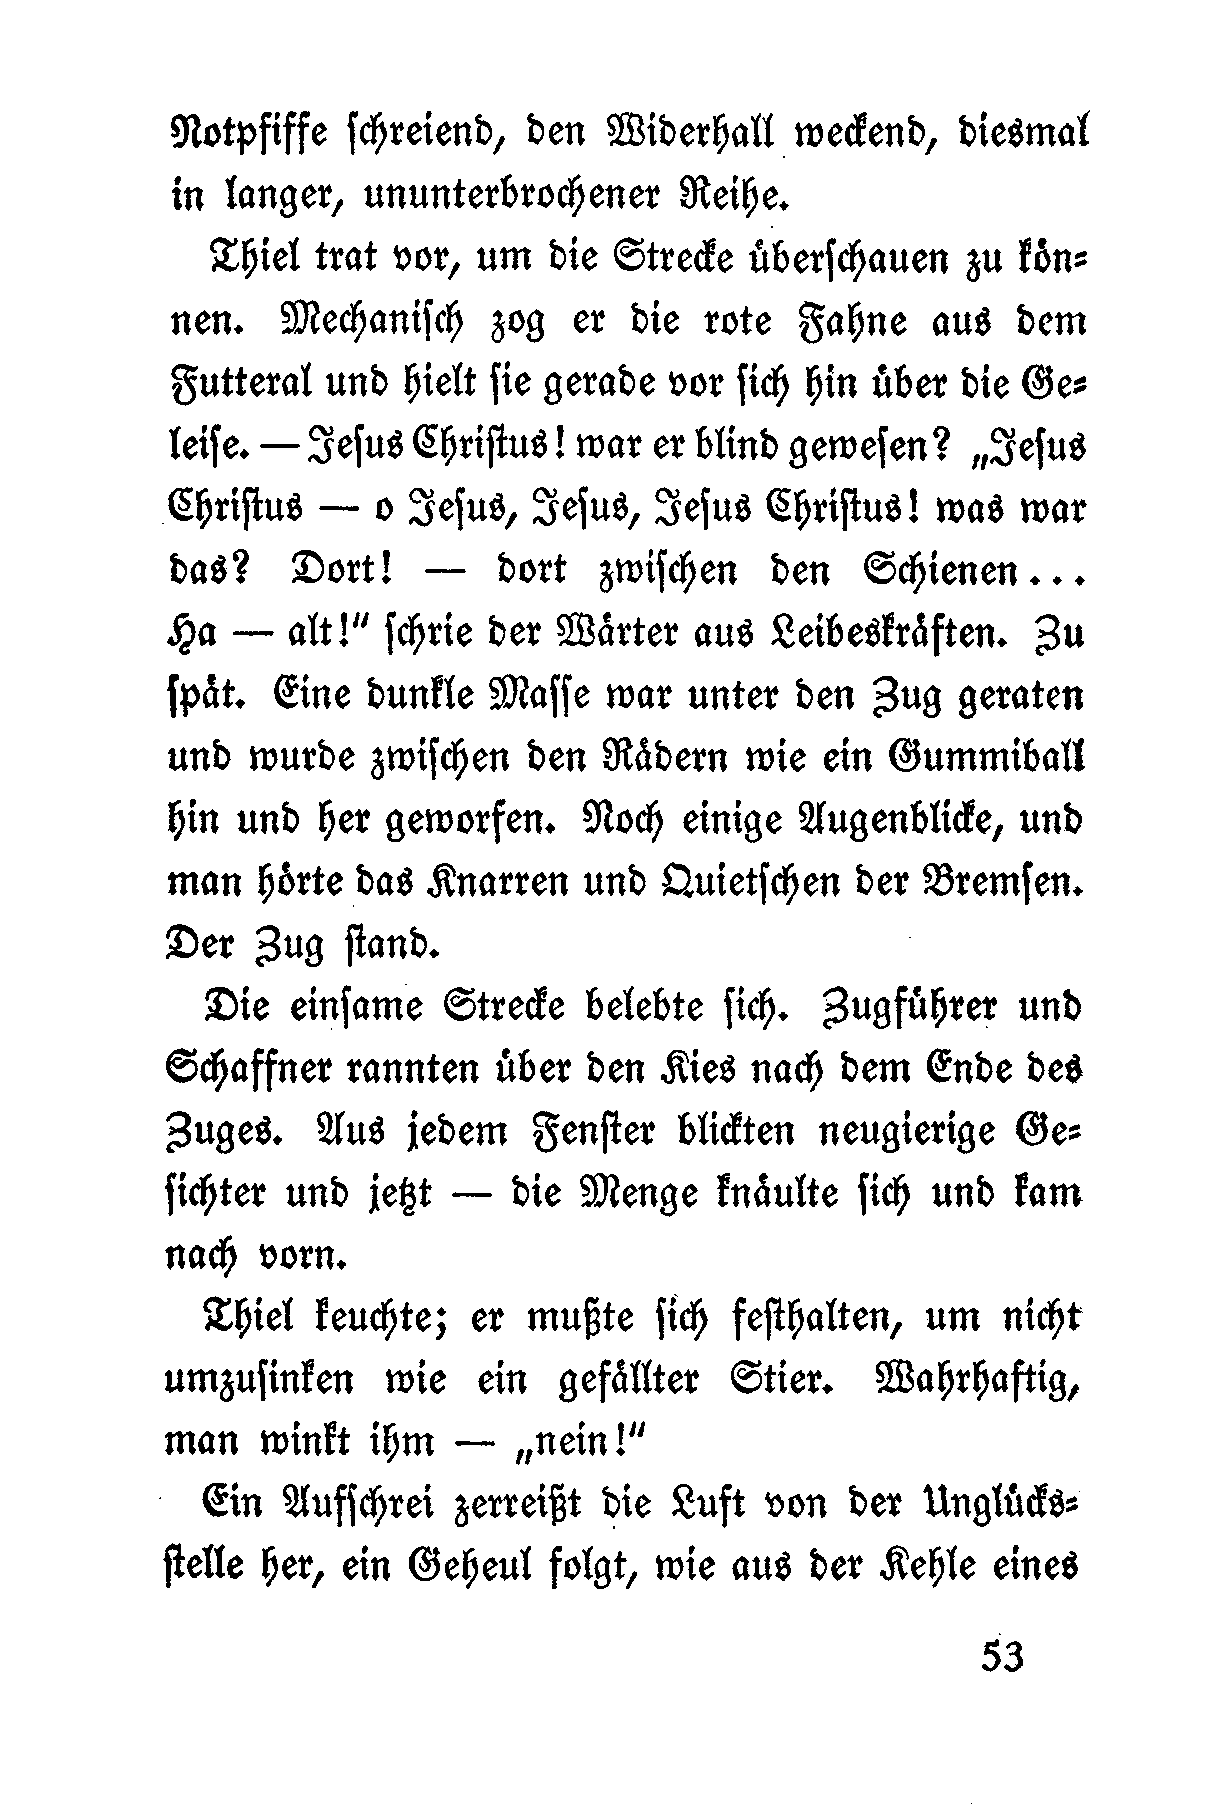 Notpfiffe ſchreiend, den Widerhall weckend, diesmal
in langer, ununterbrochener Reihe.
Thiel trat vor, um die Strecke überſchauen zu kön-
nen. Mechaniſch zog er die rote Fahne aus dem
Futteral und hielt ſie gerade vor ſich hin über die Ge-
leiſe. — Jeſus Chriſtus! war er blind geweſen? „Jeſus
Chriſtus — o Jeſus, Jeſus, Jeſus Chriſtus! was war
das? Dort! — dort zwiſchen den Schienen...
Ha — alt!“ ſchrie der Wärter aus Leibeskräften. Zu
ſpät. Eine dunkle Maſſe war unter den Zug geraten
und wurde zwiſchen den Rädern wie ein Gummiball
hin und her geworfen. Noch einige Augenblicke, und
man hörte das Knarren und Quietſchen der Bremſen.
Der Zug ſtand.
Die einſame Strecke belebte ſich. Zugführer und
Schaffner rannten über den Kies nach dem Ende des
Zuges. Aus jedem Fenſter blickten neugierige Ge-
ſichter und jetzt — die Menge knäulte ſich und kam
nach vorn.
Thiel keuchte; er mußte ſich feſthalten, um nicht
umzuſinken wie ein gefällter Stier. Wahrhaftig,
man winkt ihm — „nein!“
Ein Aufſchrei zerreißt die Luft von der Unglücks-
ſtelle her, ein Geheul folgt, wie aus der Kehle eines
53